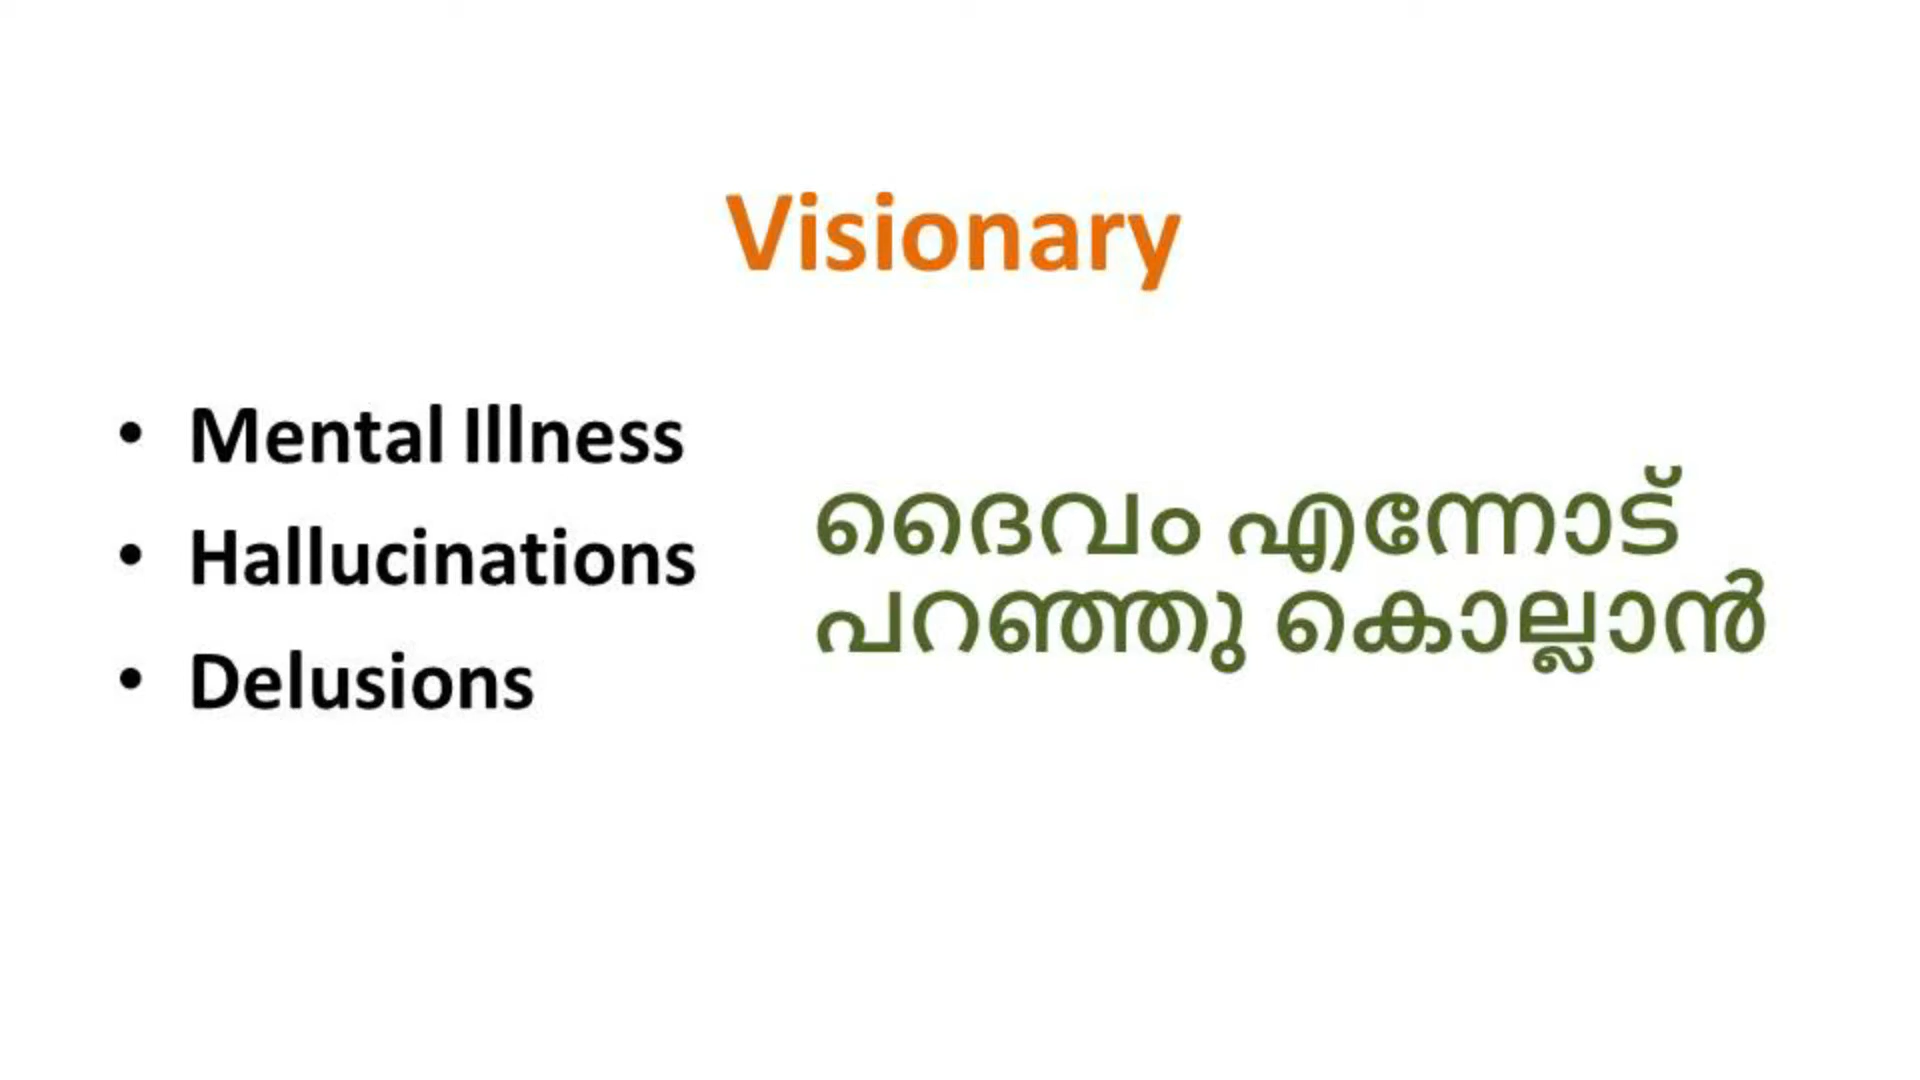 Visionary
• Mental Illness
• Hallucinations
• Delusions
ദൈവം എന്നോട്
പറഞ്ഞു കൊല്ലാൻ